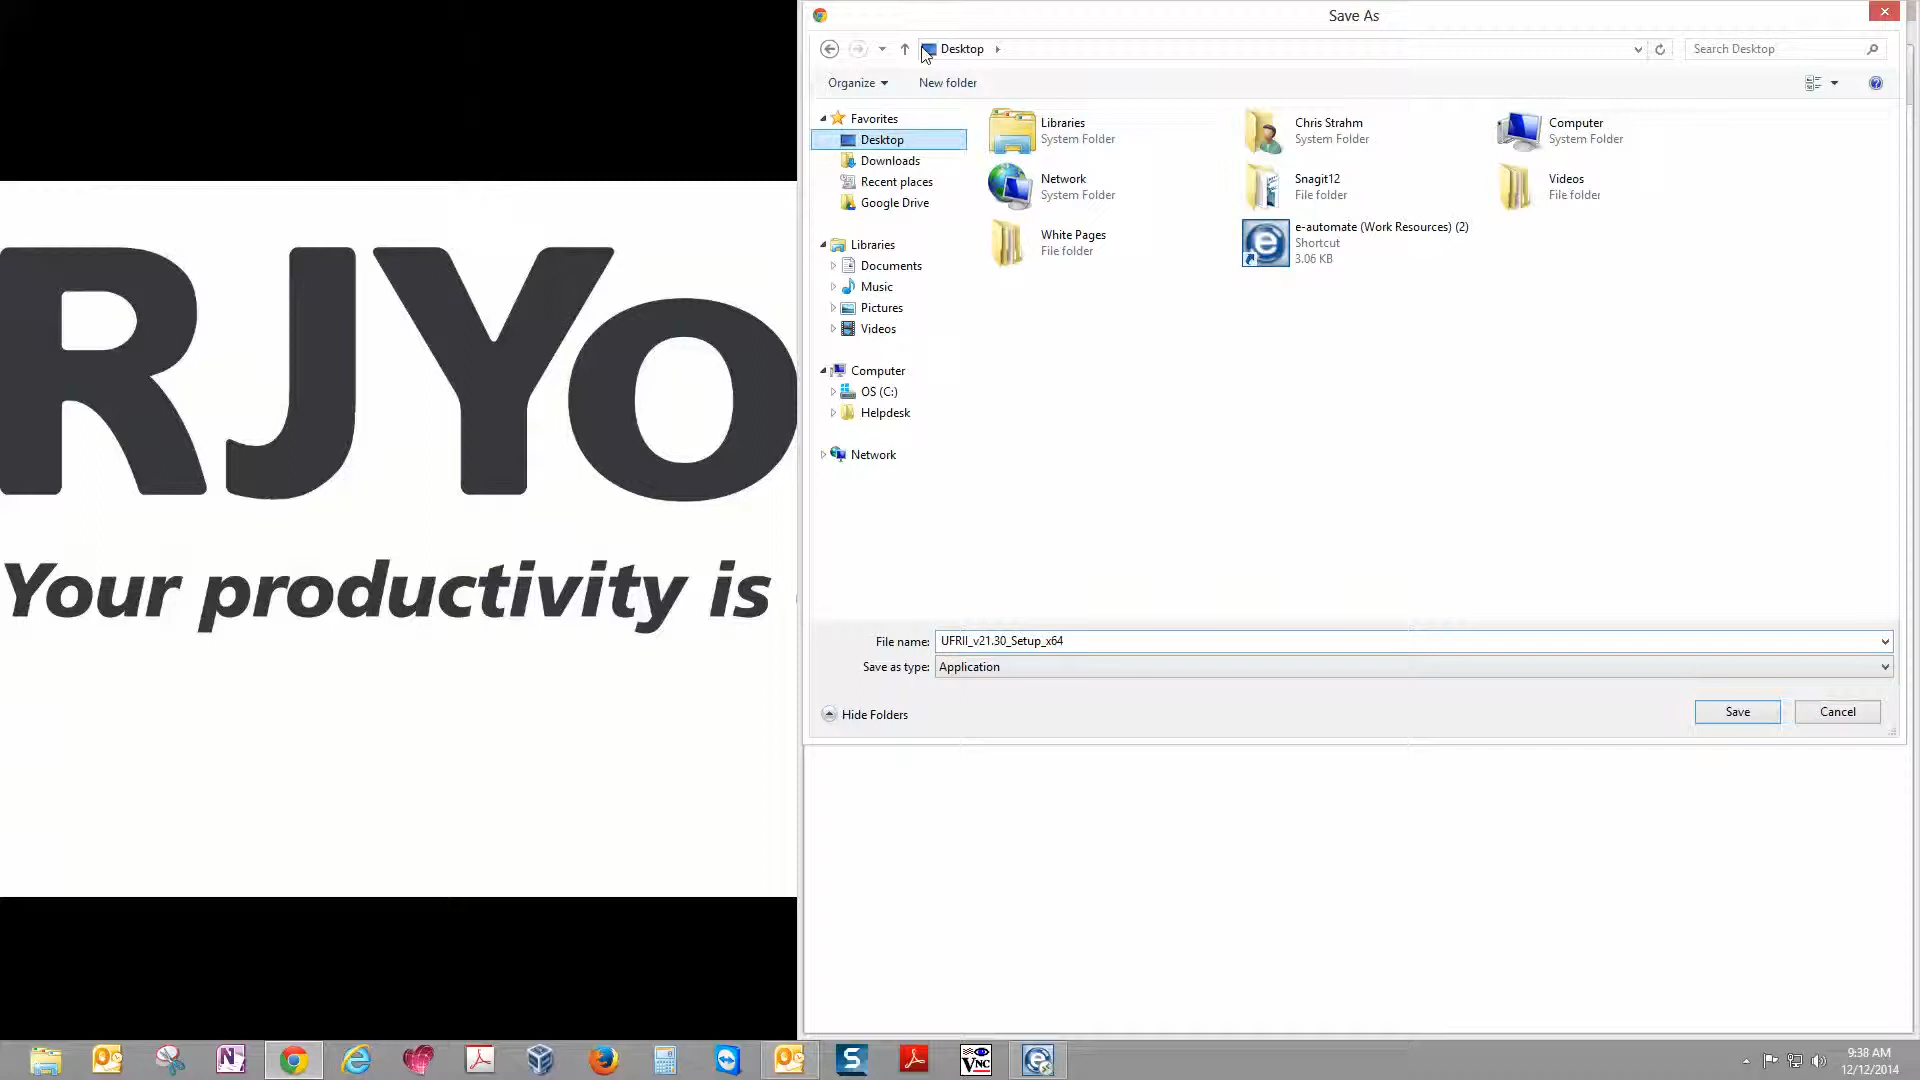 RJYo
Your productivity is
Save As
Desktop
Search Desktop
Organize
New folder
Favorites
Desktop
Downloads
Recent places
Google Drive
Libraries
Documents
Music
Pictures
Videos
Computer
OS (C:)
Helpdesk
Network
Libraries
System Folder
Chris Strahm
System Folder
Computer
System Folder
Network
System Folder
Snagit12
File folder
Videos
File folder
White Pages
File folder
e-automate (Work Resources) (2)
Shortcut
3.06 KB
File name: UFRII_v21.30_Setup_x64
Save as type: Application
Hide Folders
Save
Cancel
9:38 AM
12/12/2014